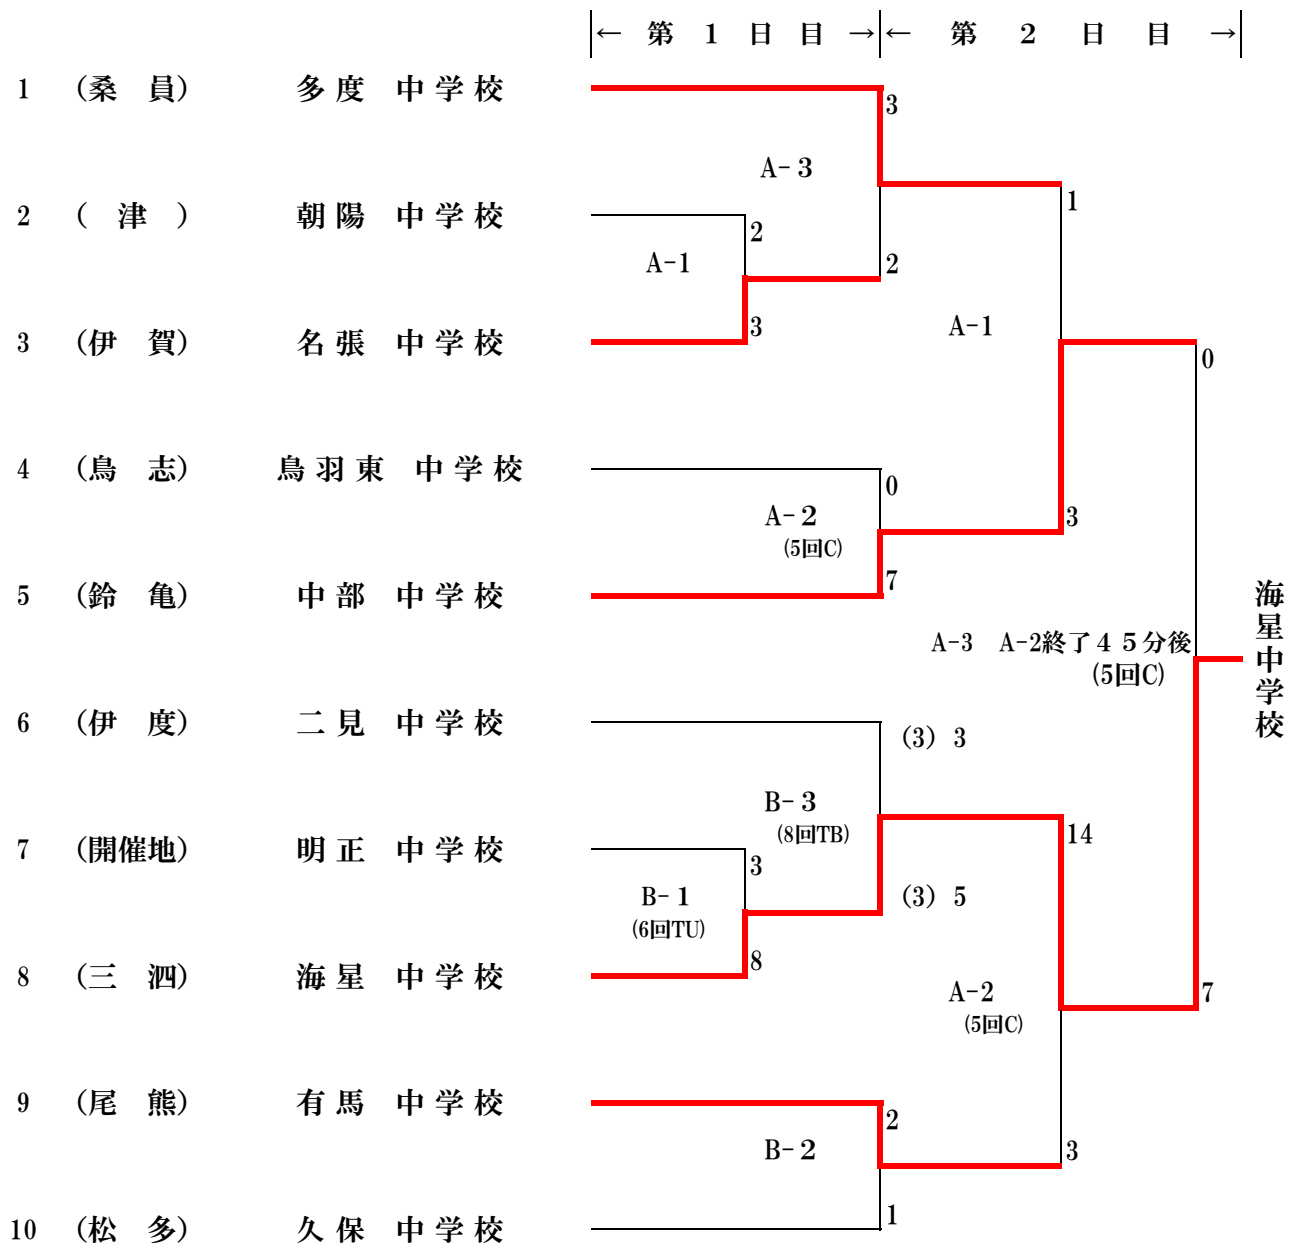 ← 第 1 日 目 → ← 第 2 日 目 →
1 (桑 員) 多度 中学校
3
A-3
2 ( 津 ) 朝陽 中学校
1
2
A-1
2
3
3 (伊 賀) 名張 中学校
A-1
0
4 (鳥 志) 鳥羽東 中学校
0
A-2
3
(5回C)
7
5 (鈴 亀) 中部 中学校
海星中学校
A-3 A-2終了45分後
(5回C)
6 (伊 度) 二見 中学校
(3) 3
B-3
(8回TB)
14
7 (開催地) 明正 中学校
3
B-1
(3) 5
(6回TU)
8
8 (三 泗) 海星 中学校
A-2
7
(5回C)
9 (尾 熊) 有馬 中学校
2
B-2
3
1
10 (松 多) 久保 中学校